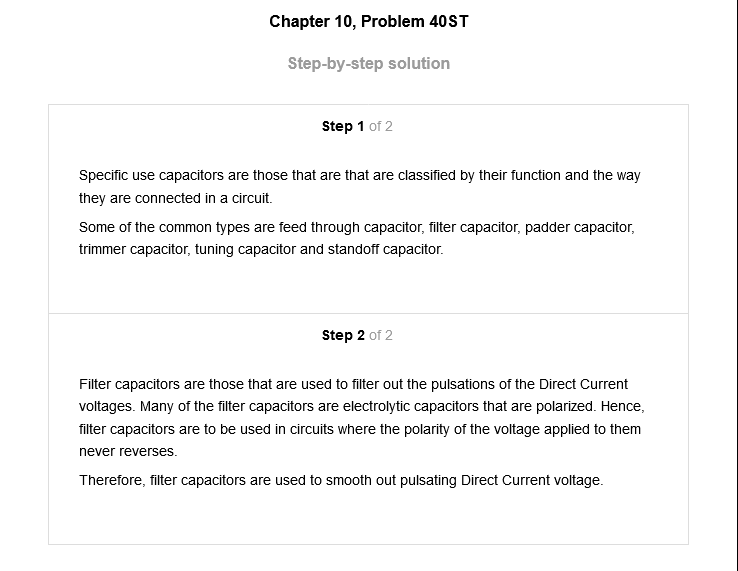 Chapter 10, Problem 40ST
Step-by-step solution
Step 1 of 2
Specific use capacitors are those that are that are classified by their function and the way
they are connected in a circuit.
Some of the common types are feed through capacitor, filter capacitor, padder capacitor,
trimmer capacitor, tuning capacitor and standoff capacitor.
Step 2 of 2
Filter capacitors are those that are used to filter out the pulsations of the Direct Current
voltages. Many of the filter capacitors are electrolytic capacitors that are polarized. Hence,
filter capacitors are to be used in circuits where the polarity of the voltage applied to them
never reverses.
Therefore, filter capacitors are used to smooth out pulsating Direct Current voltage.